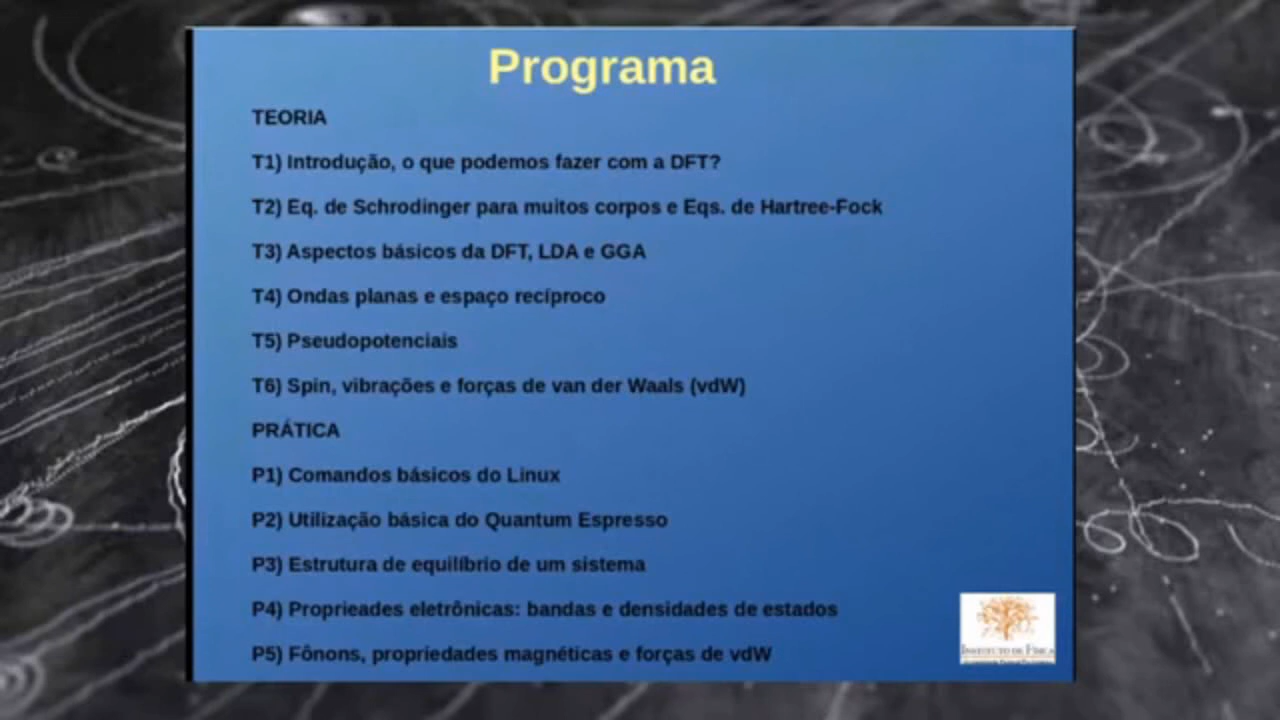 Programa
TEORIA
T1) Introdução, o que podemos fazer com a DFT?
T2) Eq. de Schrodinger para muitos corpos e Eqs. de Hartree-Fock
T3) Aspectos básicos da DFT, LDA e GGA
T4) Ondas planas e espaço recíproco
T5) Pseudopotenciais
T6) Spin, vibrações e forças de van der Waals (vdW)
PRÁTICA
P1) Comandos básicos do Linux
P2) Utilização básica do Quantum Espresso
P3) Estrutura de equilíbrio de um sistema
P4) Proprieades eletrônicas: bandas e densidades de estados
P5) Fônons, propriedades magnéticas e forças de vdW
INSTITUTO DE FÍSICA